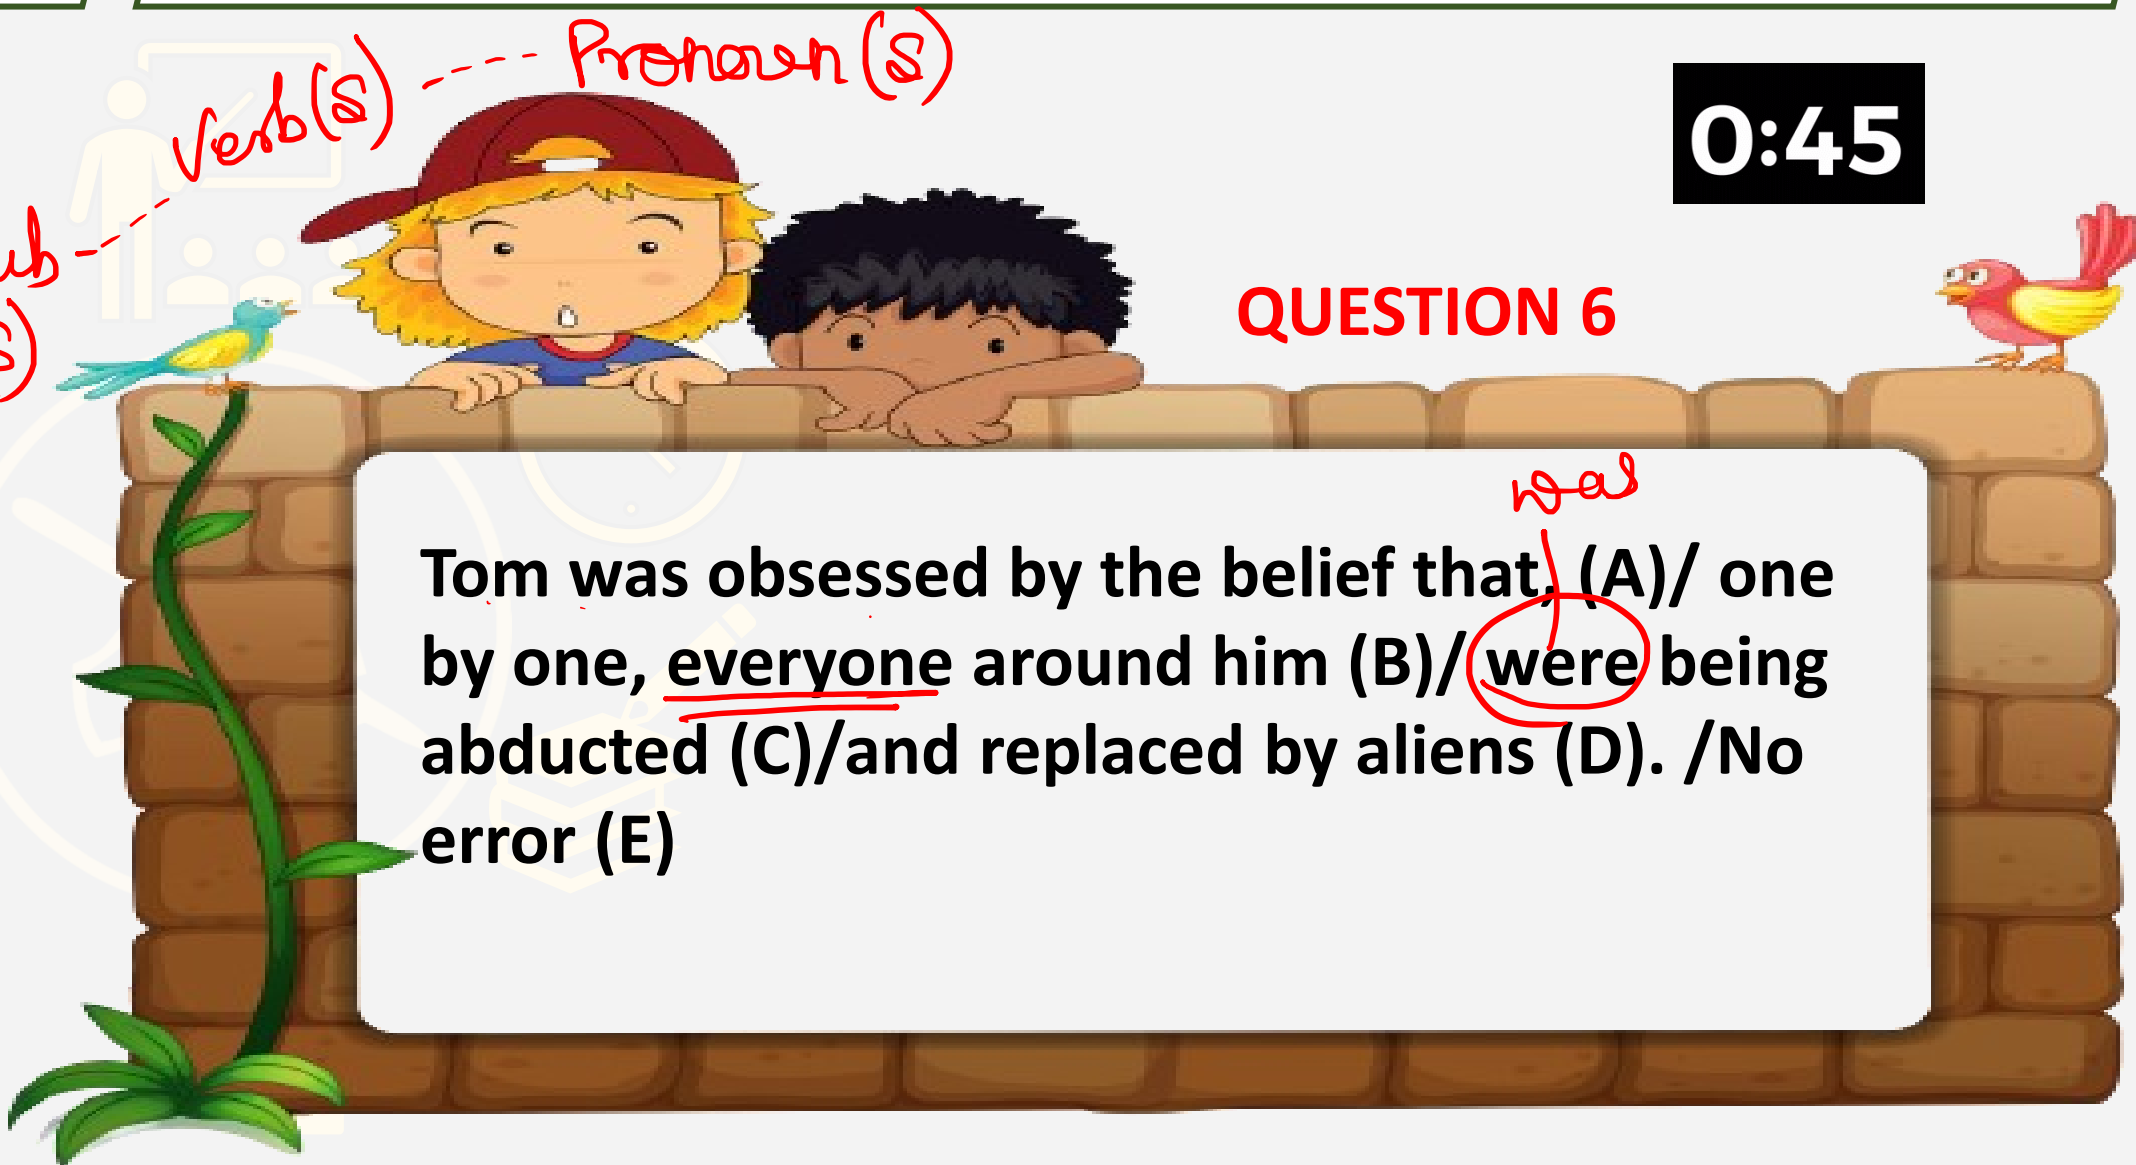 Verb(S) ---- Pronoun(S)
0:45
QUESTION 6
was
Tom was obsessed by the belief that, (A)/ one
by one, everyone around him (B)/ were being
abducted (C)/and replaced by aliens (D). /No
error (E)